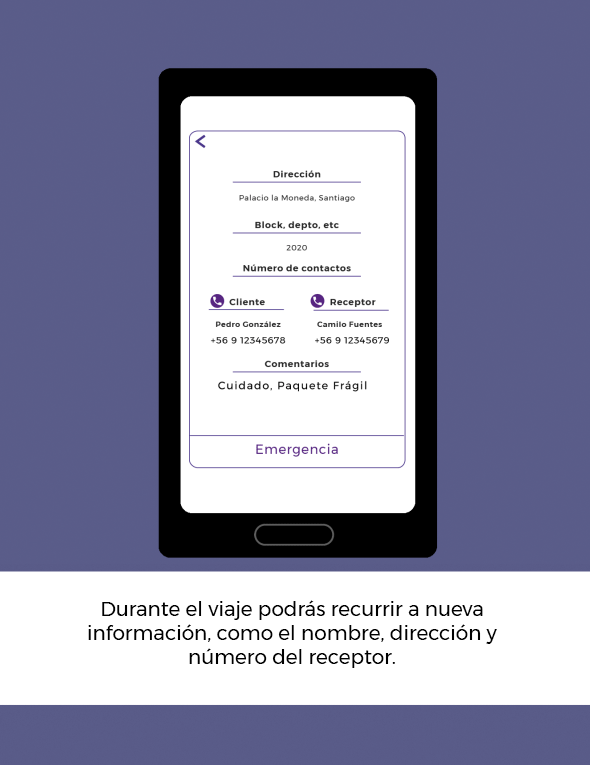 Dirección
Palacio la Moneda, Santiago
Block, depto, etc
2020
Número de contactos
Cliente
Receptor
Pedro González
Camilo Fuentes
+56 9 12345678
+56 9 12345679
Comentarios
Cuidado, Paquete Frágil
Emergencia
Durante el viaje podrás recurrir a nueva
información, como el nombre, dirección y
número del receptor.